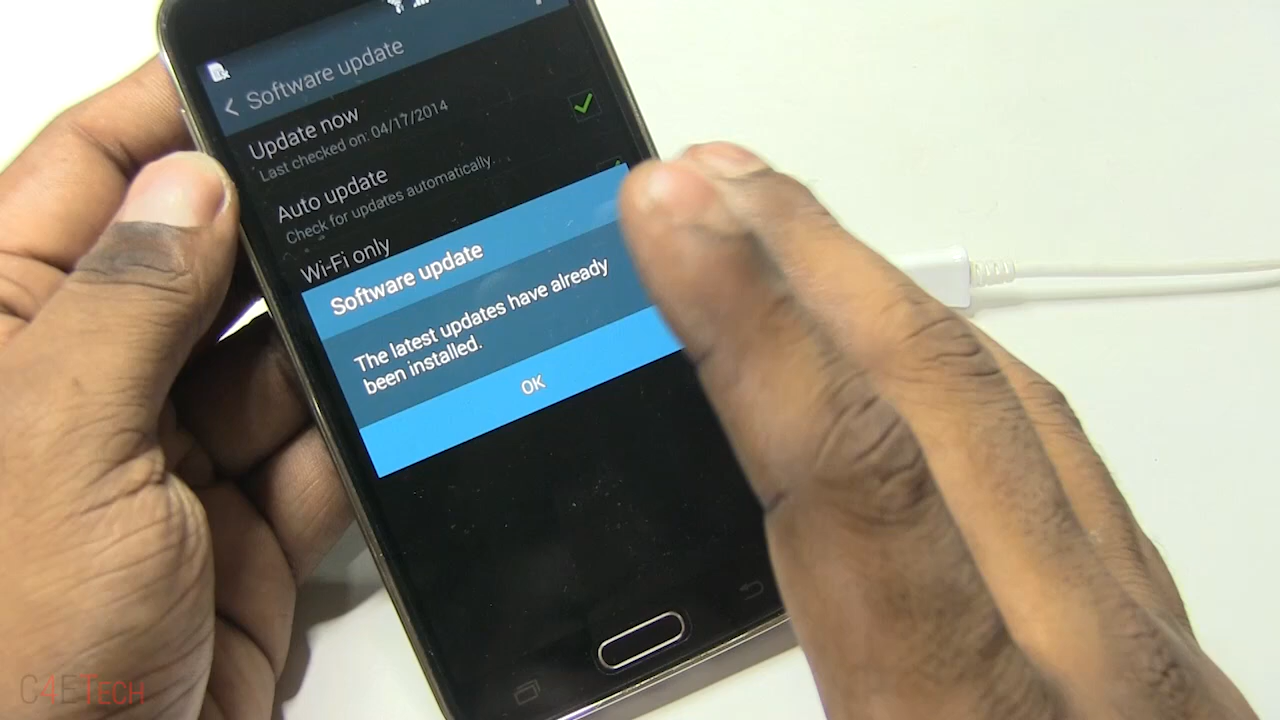 Software update
Update now
Last checked on: 04/17/2014
Auto update
Check for updates automatically.
Wi-Fi only
Software update
The latest updates have already
been installed.
OK
C4ETECH